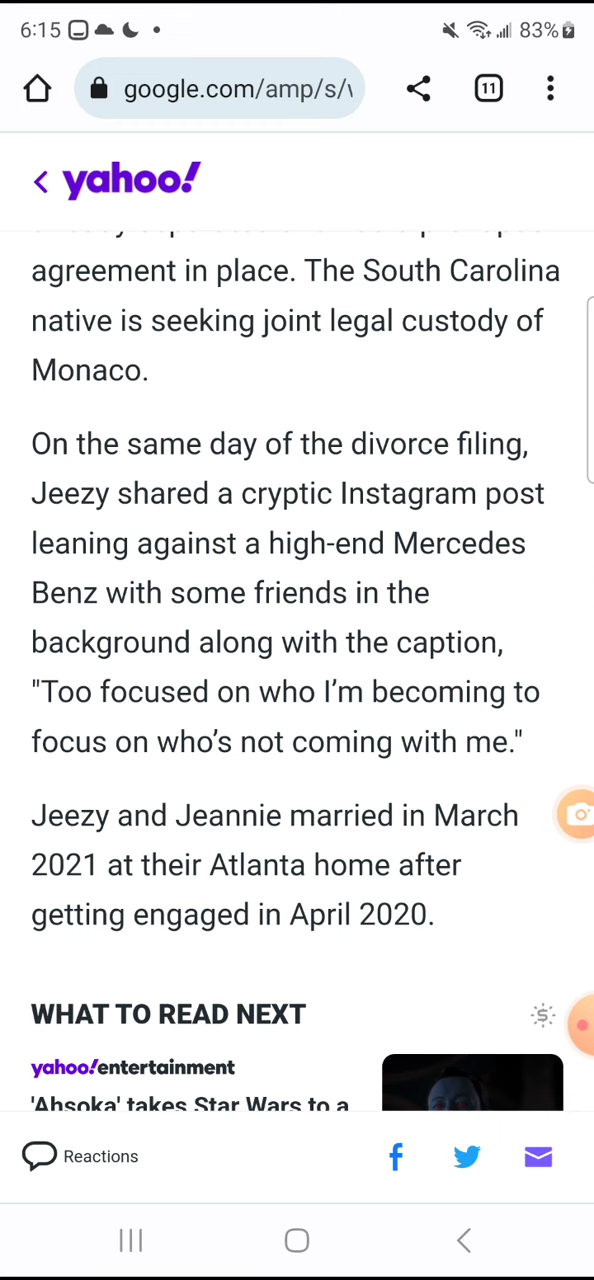 6:15
83%
google.com/amp/s/
11
yahoo!
agreement in place. The South Carolina
native is seeking joint legal custody of
Monaco.
On the same day of the divorce filing,
Jeezy shared a cryptic Instagram post
leaning against a high-end Mercedes
Benz with some friends in the
background along with the caption,
"Too focused on who I’m becoming to
focus on who’s not coming with me."
Jeezy and Jeannie married in March
2021 at their Atlanta home after
getting engaged in April 2020.
WHAT TO READ NEXT
yahoo!entertainment
'Ahsoka' takes Star Wars to a
Reactions